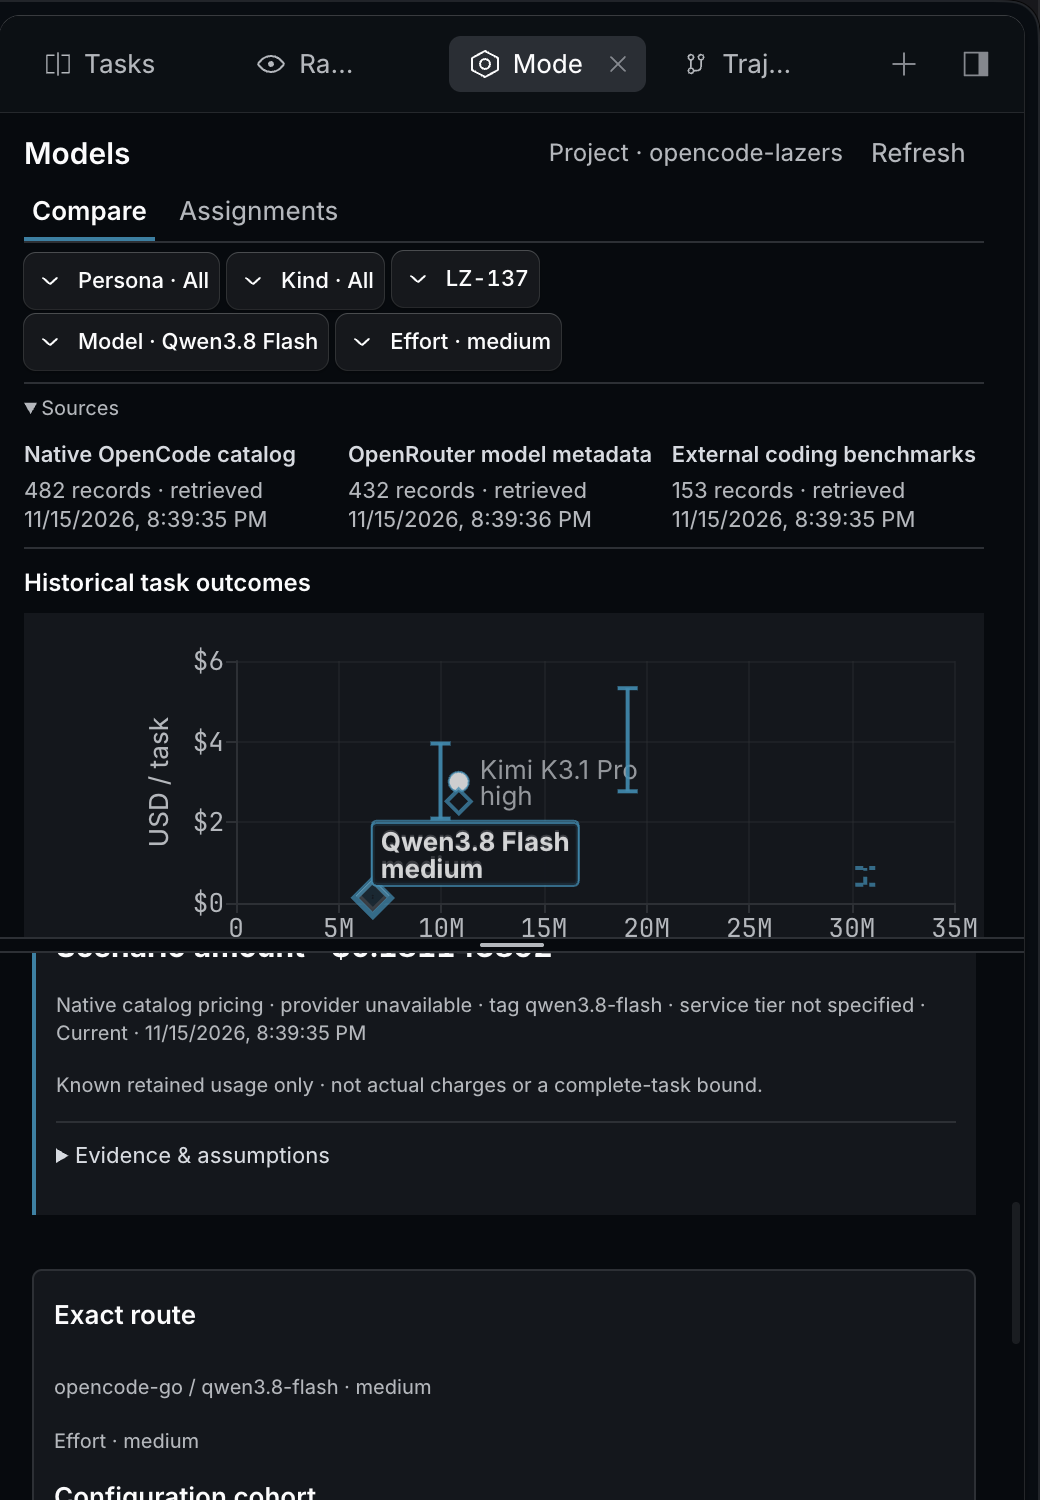 Tasks
Ra...
Mode
Traj...
Models
Project · opencode-lazers
Refresh
Compare
Assignments
Persona · All
Kind · All
LZ-137
Model · Qwen3.8 Flash
Effort · medium
Sources
Native OpenCode catalog
482 records · retrieved
11/15/2026, 8:39:35 PM
OpenRouter model metadata
432 records · retrieved
11/15/2026, 8:39:36 PM
External coding benchmarks
153 records · retrieved
11/15/2026, 8:39:35 PM
Historical task outcomes
USD / task
$6
$4
$2
$0
Kimi K3.1 Pro
high
Qwen3.8 Flash
medium
0 5M 10M 15M 20M 25M 30M 35M
Scenario amount
Native catalog pricing · provider unavailable · tag qwen3.8-flash · service tier not specified ·
Current · 11/15/2026, 8:39:35 PM
Known retained usage only · not actual charges or a complete-task bound.
Evidence & assumptions
Exact route
opencode-go / qwen3.8-flash · medium
Effort · medium
Configuration cohort